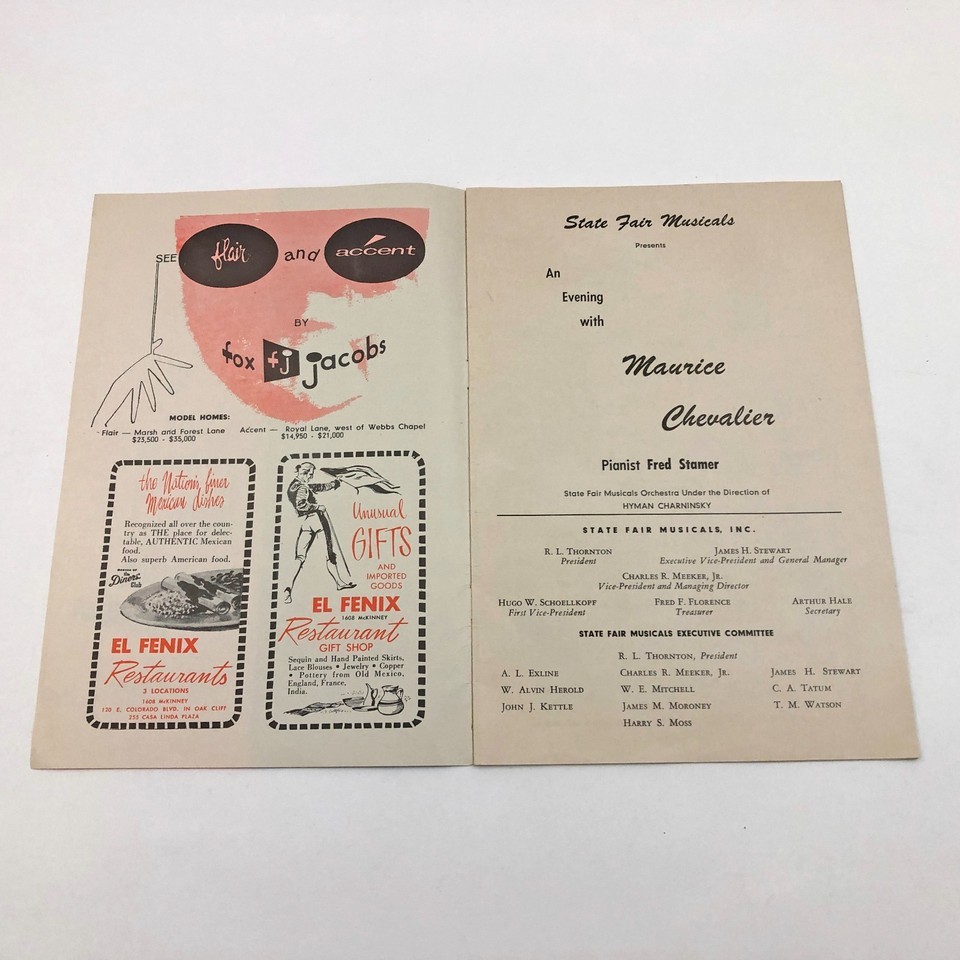 SEE flair and accent
BY
fox fj jacobs
MODEL HOMES:
Flair — Marsh and Forest Lane
$23,500 - $35,000
Accent — Royal Lane, west of Webbs Chapel
$14,950 - $21,000
the Nation's finer
Mexican dishes
Recognized all over the coun-
try as THE place for delec-
table, AUTHENTIC Mexican
food.
Also superb American food.
the
Diners'
Club
EL FENIX
Restaurants
3 LOCATIONS
1608 McKINNEY
120 E. COLORADO BLVD. IN OAK CLIFF
255 CASA LINDA PLAZA
Unusual
GIFTS
AND
IMPORTED
GOODS
EL FENIX
1608 McKINNEY
Restaurant
GIFT SHOP
Sequin and Hand Painted Skirts,
Lace Blouses • Jewelry • Copper
• Pottery from Old Mexico,
England, France,
India.
State Fair Musicals
Presents
An
Evening
with
Maurice
Chevalier
Pianist Fred Stamer
State Fair Musicals Orchestra Under the Direction of
HYMAN CHARNINSKY
STATE FAIR MUSICALS, INC.
R. L. THORNTON
President
JAMES H. STEWART
Executive Vice-President and General Manager
CHARLES R. MEEKER, JR.
Vice-President and Managing Director
HUGO W. SCHOELLKOPF
First Vice-President
FRED F. FLORENCE
Treasurer
ARTHUR HALE
Secretary
STATE FAIR MUSICALS EXECUTIVE COMMITTEE
R. L. THORNTON, President
A. L. EXLINE CHARLES R. MEEKER, JR. JAMES H. STEWART
W. ALVIN HEROLD W. E. MITCHELL C. A. TATUM
JOHN J. KETTLE JAMES M. MORONEY T. M. WATSON
HARRY S. MOSS